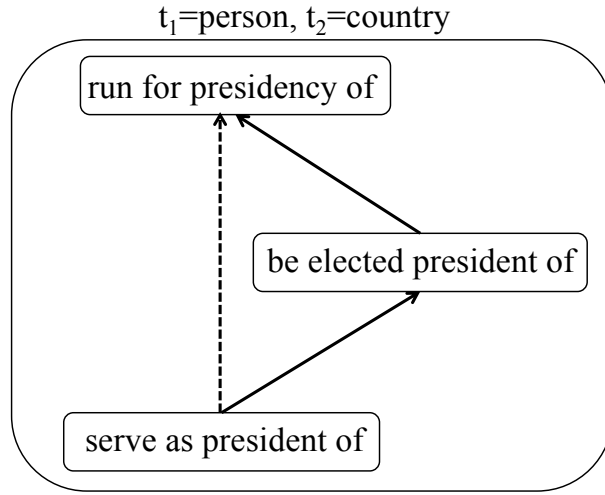 t₁=person, t₂=country
run for presidency of
be elected president of
serve as president of